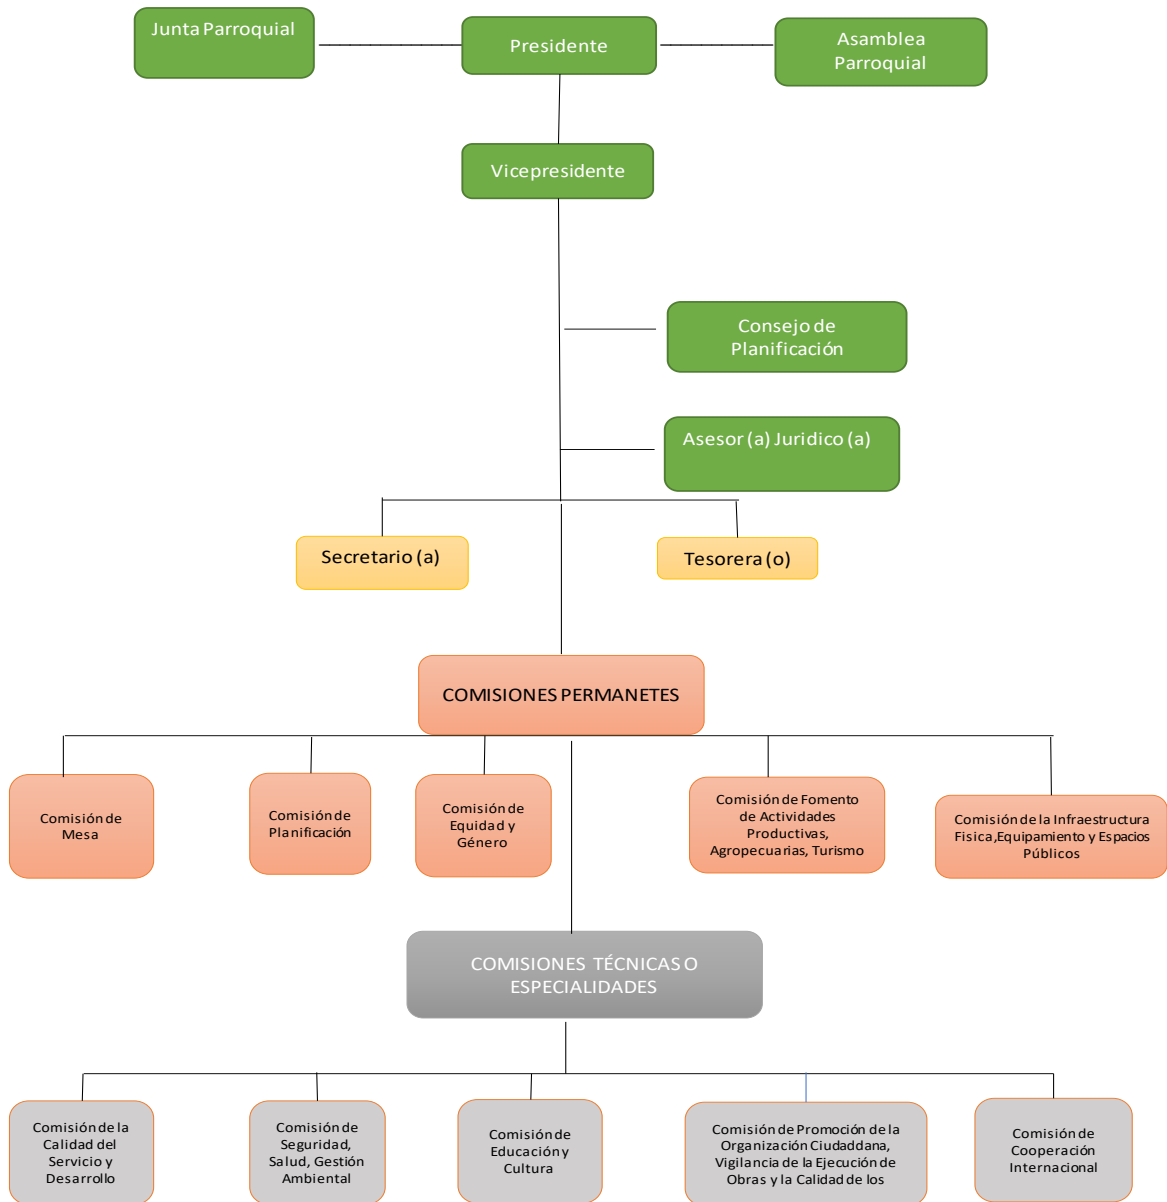 Junta Parroquial
Presidente
Asamblea
Parroquial
Vicepresidente
Consejo de
Planificación
Asesor (a) Juridico (a)
Secretario (a)
Tesorera (o)
COMISIONES PERMANETES
Comisión de
Mesa
Comisión de
Planificación
Comisión de
Equidad y
Género
Comisión de Fomento
de Actividades
Productivas,
Agropecuarias, Turismo
Comisión de la Infraestructura
Fisica,Equipamiento y Espacios
Públicos
COMISIONES TÉCNICAS O
ESPECIALIDADES
Comisión de la
Calidad del
Servicio y
Desarrollo
Comisión de
Seguridad,
Salud, Gestión
Ambiental
Comisión de
Educación y
Cultura
Comisión de Promoción de la
Organización Ciudaddana,
Vigilancia de la Ejecución de
Obras y la Calidad de los
Comisión de
Cooperación
Internacional